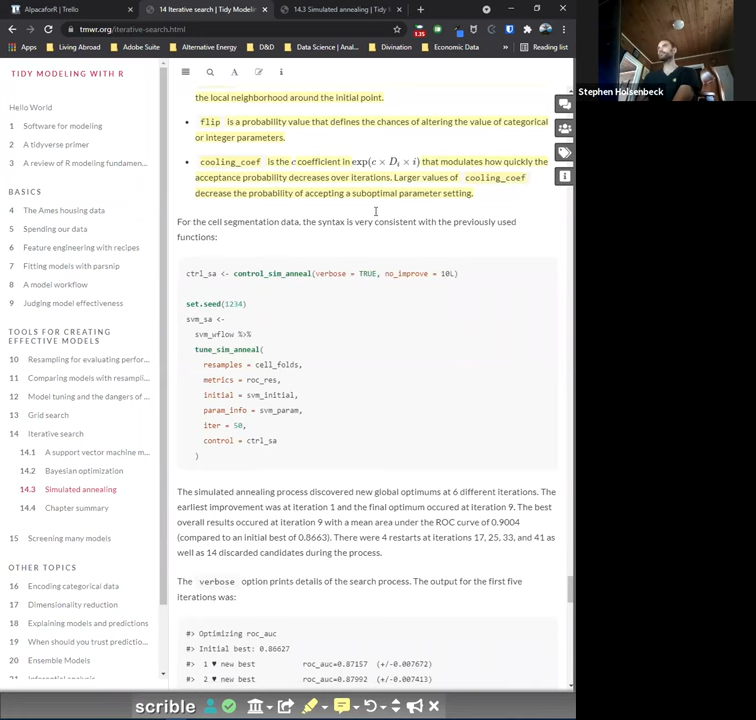 AlpacaforR | Trello
14 Iterative search | Tidy Modelin
14.3 Simulated annealing | Tidy M
tmwr.org/iterative-search.html
Apps
Living Abroad
Adobe Suite
Alternative Energy
D&D
Data Science | Anal...
Divination
Economic Data
Reading list
TIDY MODELING WITH R
Hello World
1 Software for modeling
2 A tidyverse primer
3 A review of R modeling fundamen...
BASICS
4 The Ames housing data
5 Spending our data
6 Feature engineering with recipes
7 Fitting models with parsnip
8 A model workflow
9 Judging model effectiveness
TOOLS FOR CREATING
EFFECTIVE MODELS
10 Resampling for evaluating perfor...
11 Comparing models with resampli...
12 Model tuning and the dangers of ...
13 Grid search
14 Iterative search
14.1 A support vector machine m...
14.2 Bayesian optimization
14.3 Simulated annealing
14.4 Chapter summary
15 Screening many models
OTHER TOPICS
16 Encoding categorical data
17 Dimensionality reduction
18 Explaining models and predictions
19 When should you trust predictio...
20 Ensemble Models
the local neighborhood around the initial point.
• flip is a probability value that defines the chances of altering the value of categorical
or integer parameters.
• cooling_coef is the c coefficient in exp(c × Di × i) that modulates how quickly the
acceptance probability decreases over iterations. Larger values of cooling_coef
decrease the probability of accepting a suboptimal parameter setting.
For the cell segmentation data, the syntax is very consistent with the previously used
functions:
ctrl_sa <- control_sim_anneal(verbose = TRUE, no_improve = 10L)
set.seed(1234)
svm_sa <-
svm_wflow %>%
tune_sim_anneal(
resamples = cell_folds,
metrics = roc_res,
initial = svm_initial,
param_info = svm_param,
iter = 50,
control = ctrl_sa
)
The simulated annealing process discovered new global optimums at 6 different iterations. The
earliest improvement was at iteration 1 and the final optimum occured at iteration 9. The best
overall results occured at iteration 9 with a mean area under the ROC curve of 0.9004
(compared to an initial best of 0.8663). There were 4 restarts at iterations 17, 25, 33, and 41 as
well as 14 discarded candidates during the process.
The verbose option prints details of the search process. The output for the first five
iterations was:
#> Optimizing roc_auc
#> Initial best: 0.86627
#> 1 ♥ new best roc_auc=0.87157 (+/-0.007672)
#> 2 ♥ new best roc_auc=0.87992 (+/-0.007413)
scrible
Stephen Holsenbeck